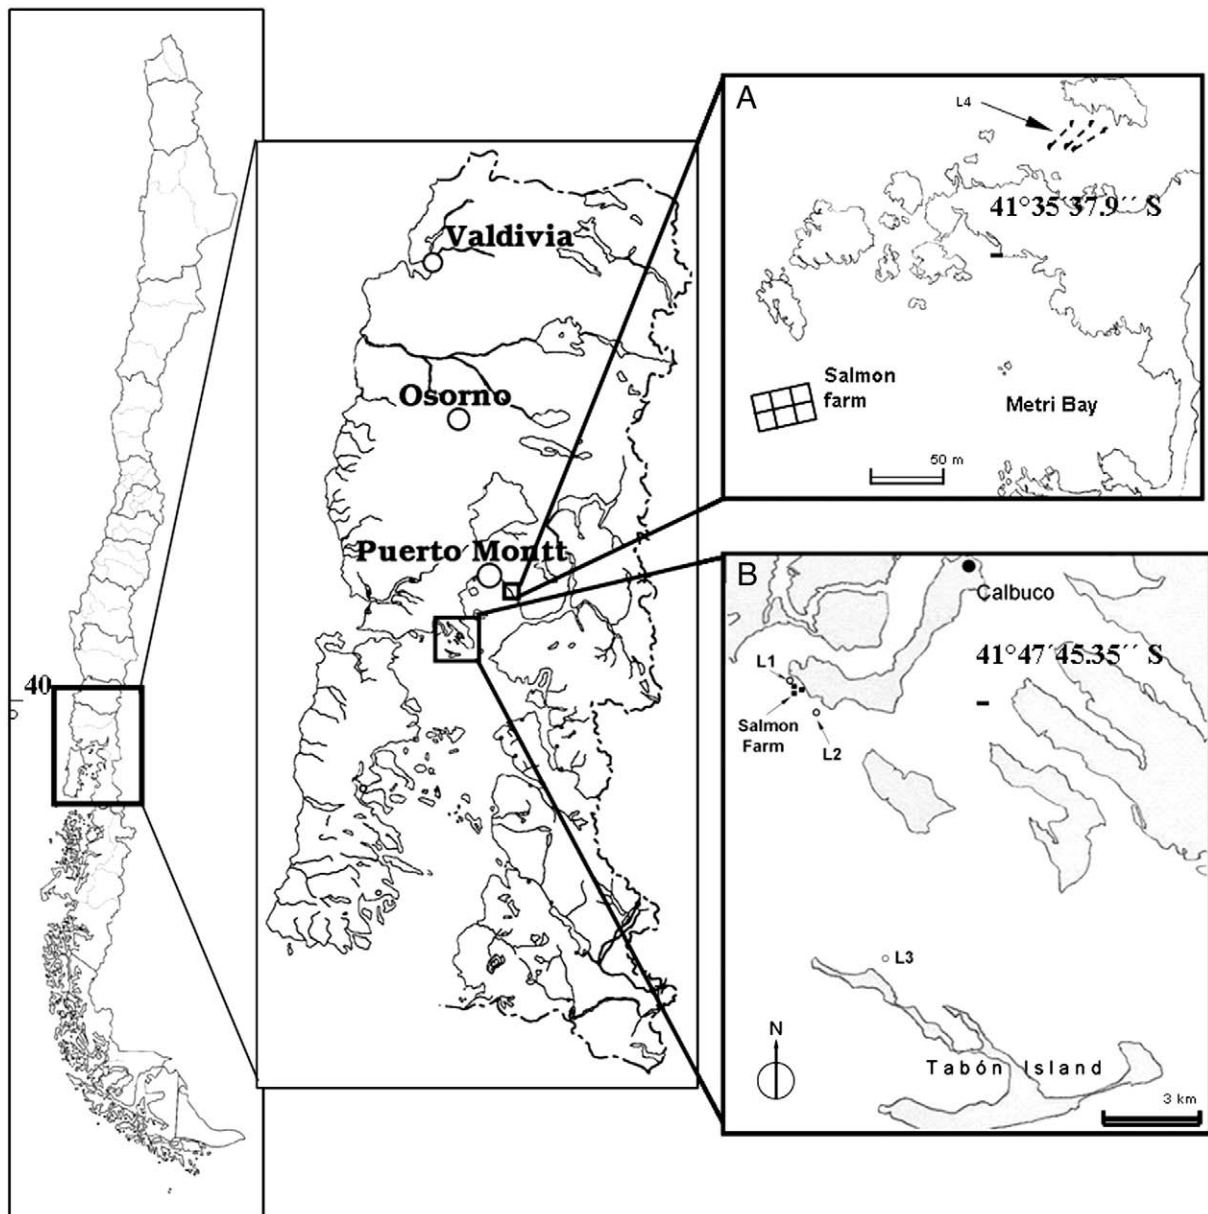 40
Valdivia
Osorno
Puerto Montt
A
L4
41°35´37.9´´ S
Salmon
farm
Metri Bay
50 m
B
Calbuco
41°47´45.35´´ S
L1
Salmon
Farm
L2
L3
N
Tabón Island
3 km